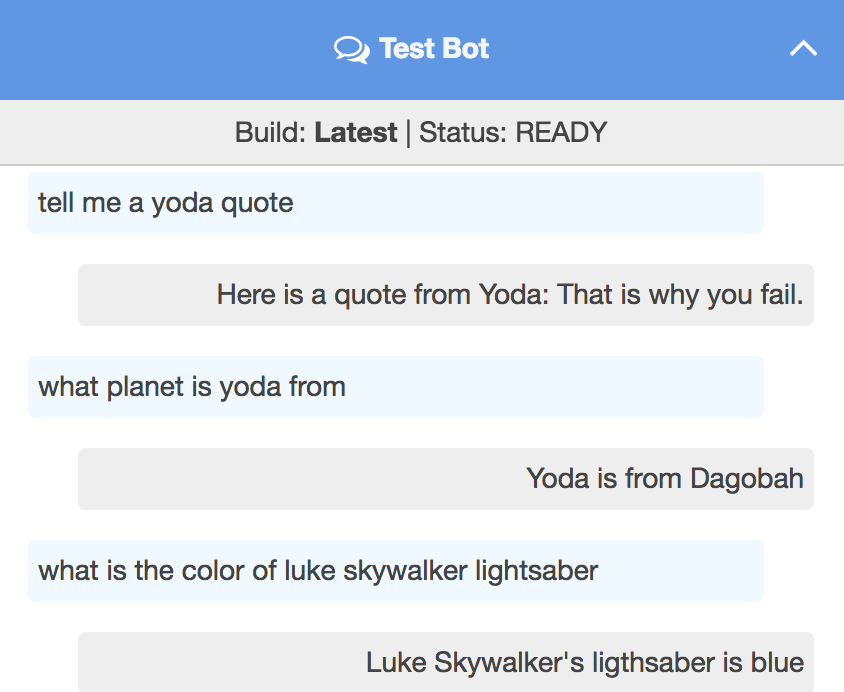 Test Bot
Build: Latest | Status: READY
tell me a yoda quote
Here is a quote from Yoda: That is why you fail.
what planet is yoda from
Yoda is from Dagobah
what is the color of luke skywalker lightsaber
Luke Skywalker's ligthsaber is blue